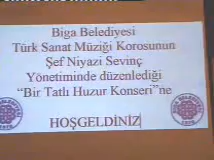 Biga Belediyesi
Türk Sanat Müziği Korosunun
Şef Niyazi Sevinç
Yönetiminde düzenlediği
“Bir Tatlı Huzur Konseri”ne
HOŞGELDİNİZ